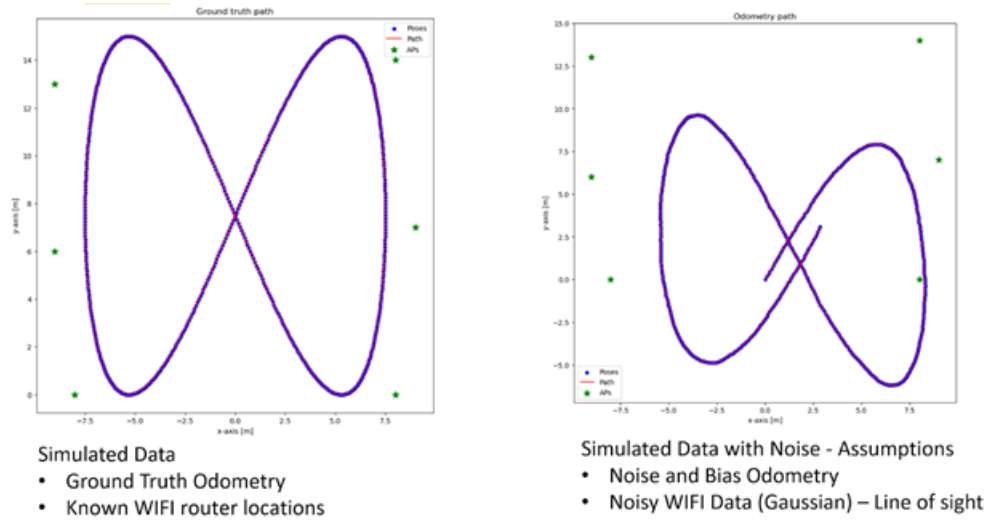 Ground truth path
Poses
Path
APs
14
12
10
8
6
4
2
0
y-axis [m]
−7.5
−5.0
−2.5
0.0
2.5
5.0
7.5
x-axis [m]
Simulated Data
• Ground Truth Odometry
• Known WIFI router locations
Odometry path
15.0
12.5
10.0
7.5
5.0
2.5
0.0
−2.5
−5.0
y-axis [m]
Poses
Path
APs
−7.5
−5.0
−2.5
0.0
2.5
5.0
7.5
x-axis [m]
Simulated Data with Noise - Assumptions
• Noise and Bias Odometry
• Noisy WIFI Data (Gaussian) – Line of sight